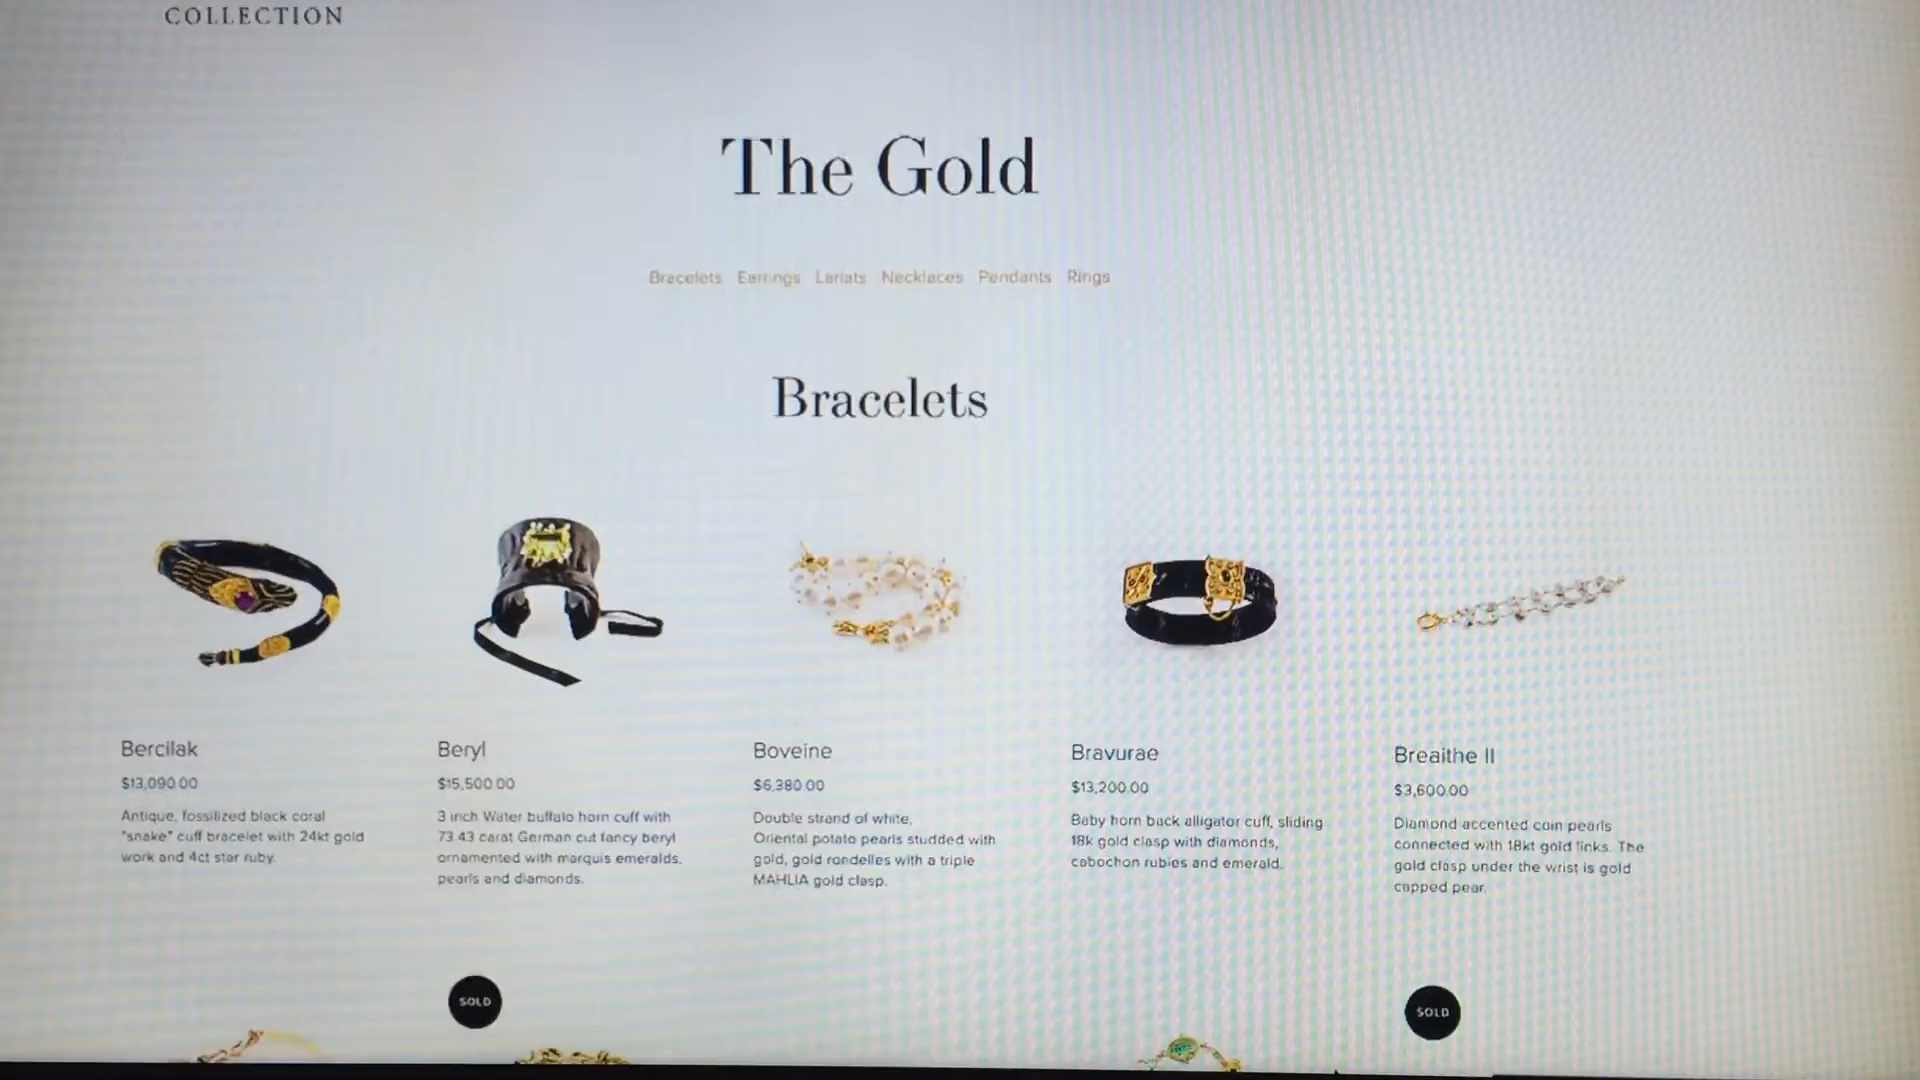 COLLECTION
The Gold
Bracelets Earrings Lariats Necklaces Pendants Rings
Bracelets
Bercilak
$13,090.00
Antique, fossilized black coral
"snake" cuff bracelet with 24kt gold
work and 4ct star ruby.
Beryl
$15,500.00
3 inch Water buffalo horn cuff with
73.43 carat German cut fancy beryl
ornamented with marquis emeralds,
pearls and diamonds.
Boveine
$6,380.00
Double strand of white,
Oriental potato pearls studded with
gold, gold rondelles with a triple
MAHLIA gold clasp.
Bravurae
$13,200.00
Baby horn back alligator cuff, sliding
18k gold clasp with diamonds,
cabochon rubies and emerald.
Breaithe II
$3,600.00
Diamond accented coin pearls
connected with 18kt gold links. The
gold clasp under the wrist is gold
capped pear.
SOLD
SOLD